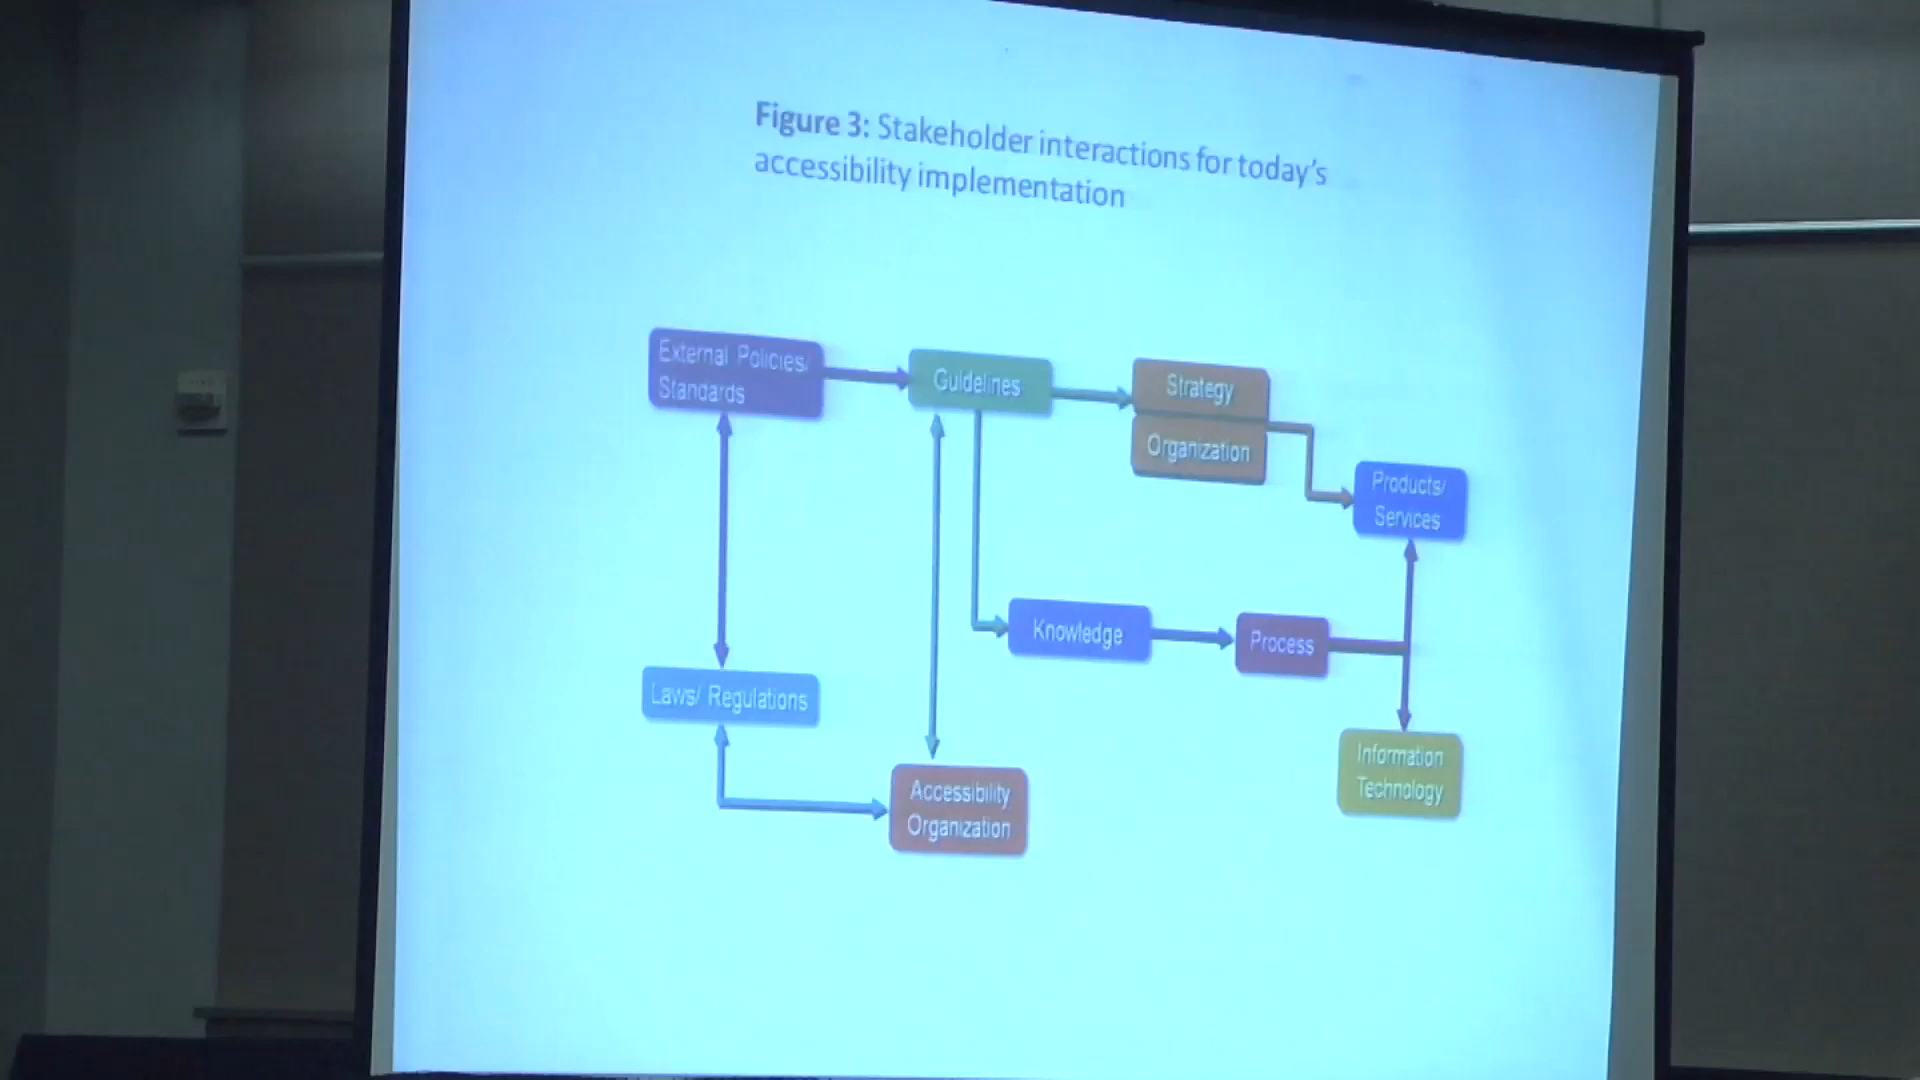 Figure 3: Stakeholder interactions for today's
accessibility implementation
External Policies/
Standards
Guidelines
Strategy
Organization
Products/
Services
Knowledge
Process
Laws/ Regulations
Information
Technology
Accessibility
Organization